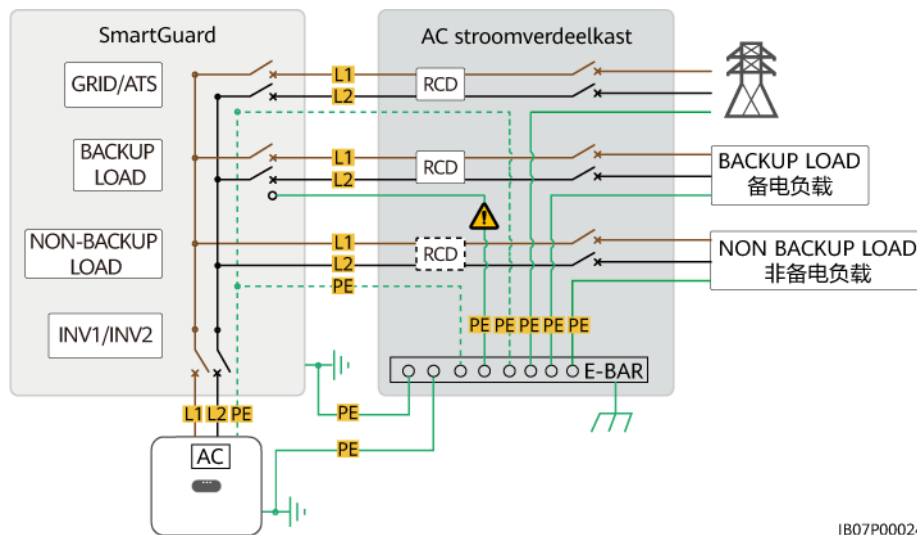 SmartGuard
AC stroomverdeelkast
GRID/ATS
L1
L2
RCD
BACKUP
LOAD
L1
L2
RCD
BACKUP LOAD
备电负载
NON-BACKUP
LOAD
L1
L2
PE
RCD
NON BACKUP LOAD
非备电负载
INV1/INV2
PE PE PE PE PE
E-BAR
L1 L2 PE
PE
PE
AC
IB07P00024